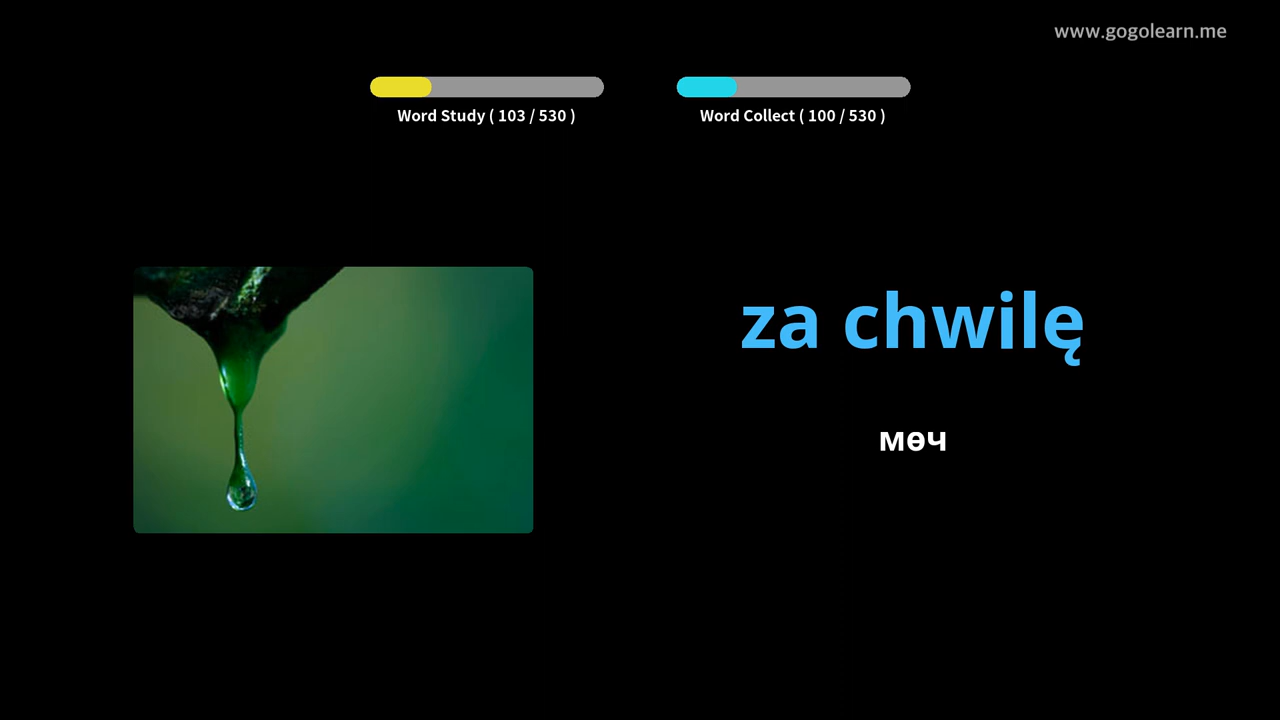 www.gogolearn.me
Word Study ( 103 / 530 )
Word Collect ( 100 / 530 )
za chwilę
мөч